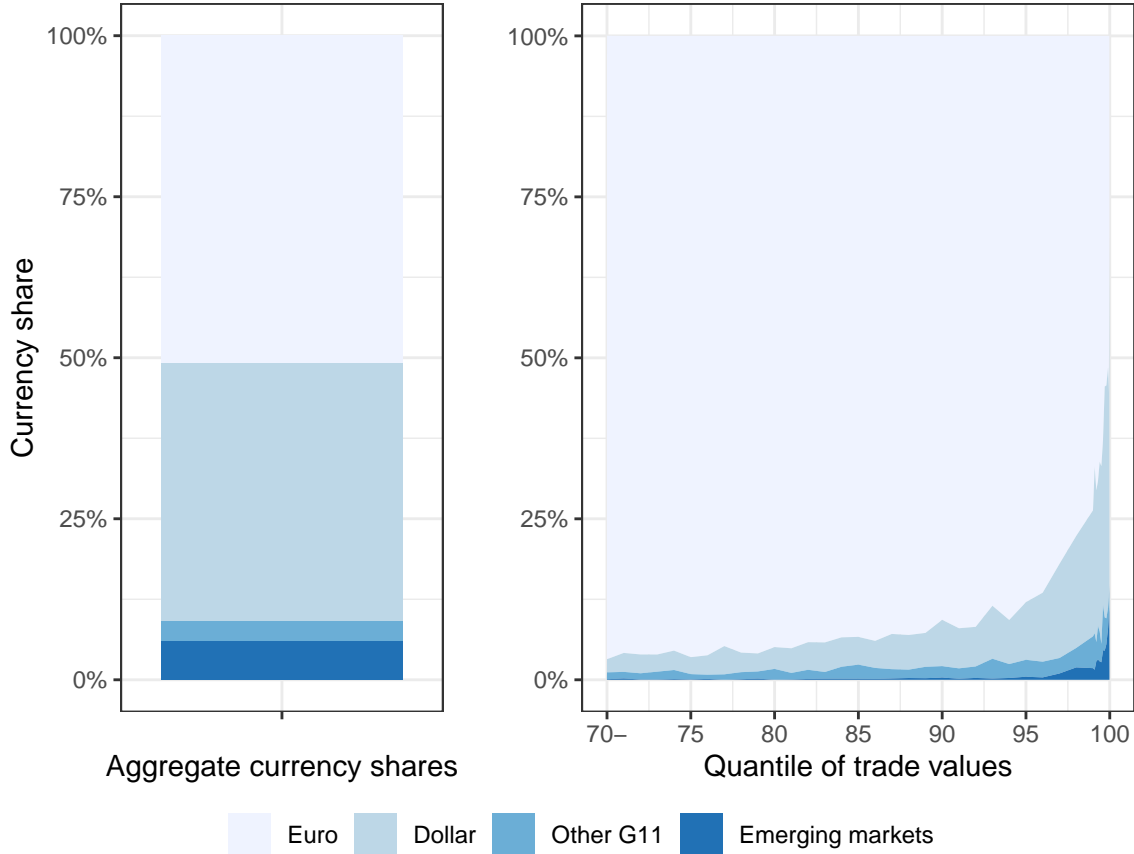 Currency share
100%
75%
50%
25%
0%
Aggregate currency shares
100%
75%
50%
25%
0%
70– 75 80 85 90 95 100
Quantile of trade values
Euro Dollar Other G11 Emerging markets